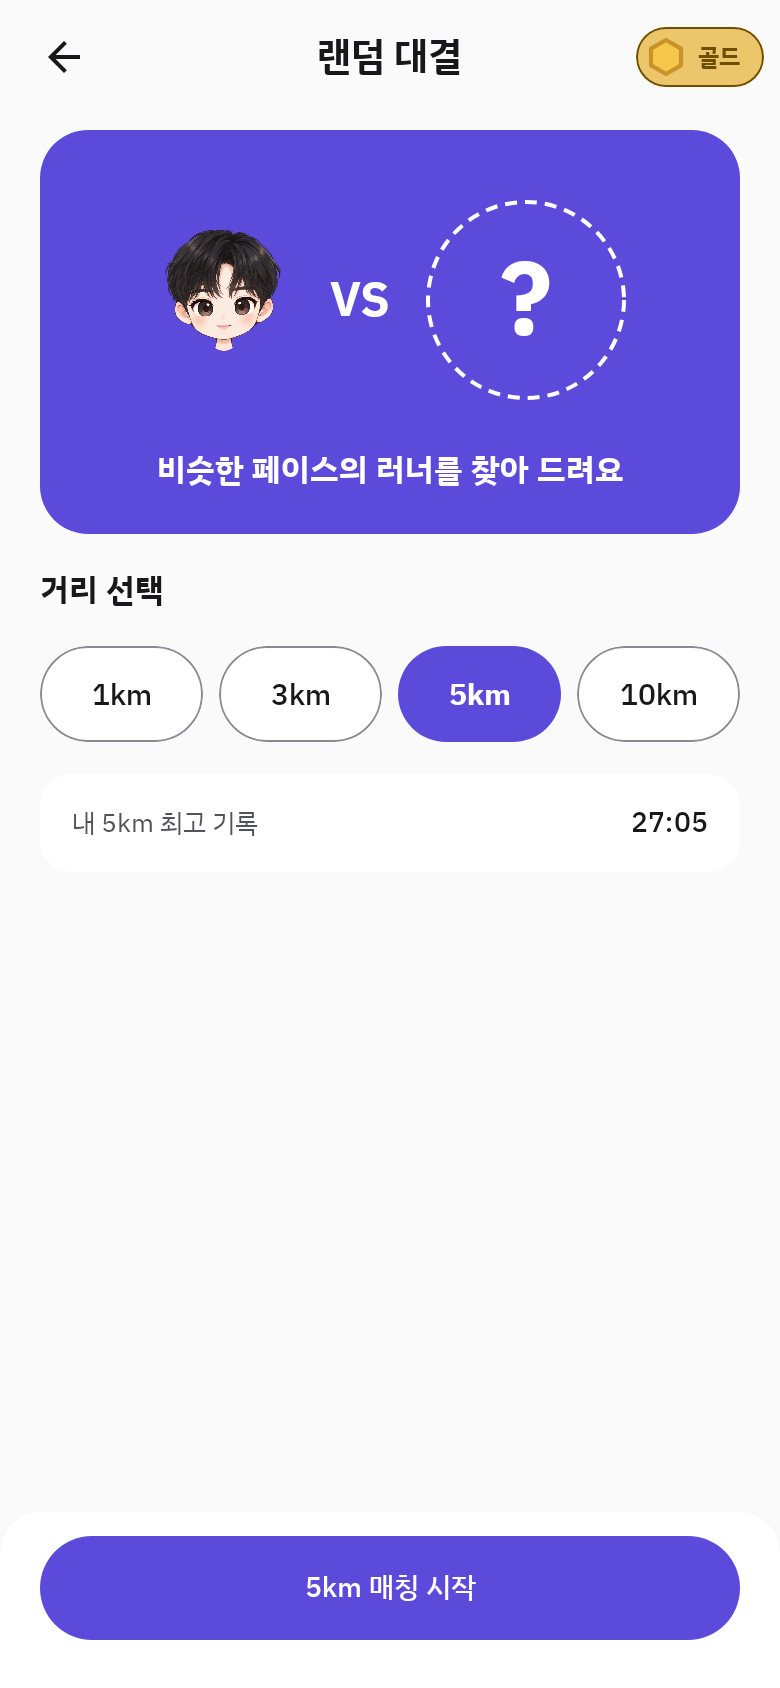 랜덤 대결
골드
VS
?
비슷한 페이스의 러너를 찾아 드려요
거리 선택
1km
3km
5km
10km
내 5km 최고 기록
27:05
5km 매칭 시작